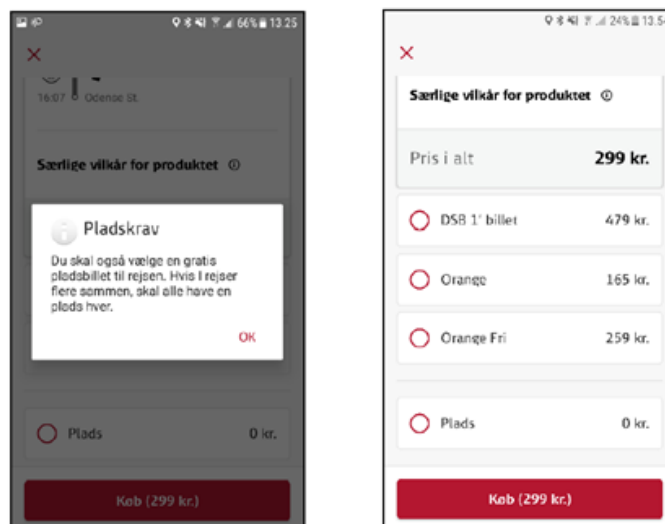 66% 13.25
16:07 Odense St.
Særlige vilkår for produktet
Pladskrav
Du skal også vælge en gratis
pladsbillet til rejsen. Hvis I rejser
flere sammen, skal alle have en
plads hver.
OK
Plads 0 kr.
Køb (299 kr.)
24% 13.54
Særlige vilkår for produktet
Pris i alt 299 kr.
DSB 1' billet 479 kr.
Orange 165 kr.
Orange Fri 259 kr.
Plads 0 kr.
Køb (299 kr.)